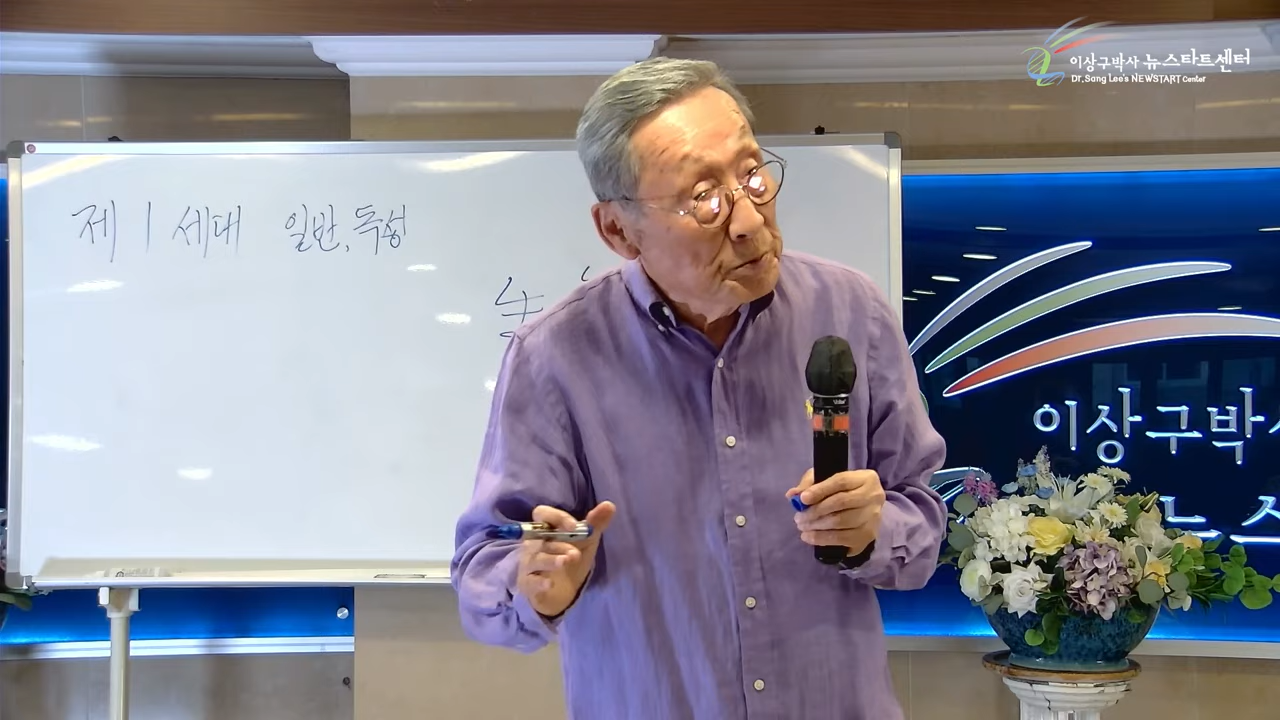 이상구박사 뉴스타트센터
Dr. Sang Lee's NEWSTART Center
제 1 세대 일반, 독성
이상구박